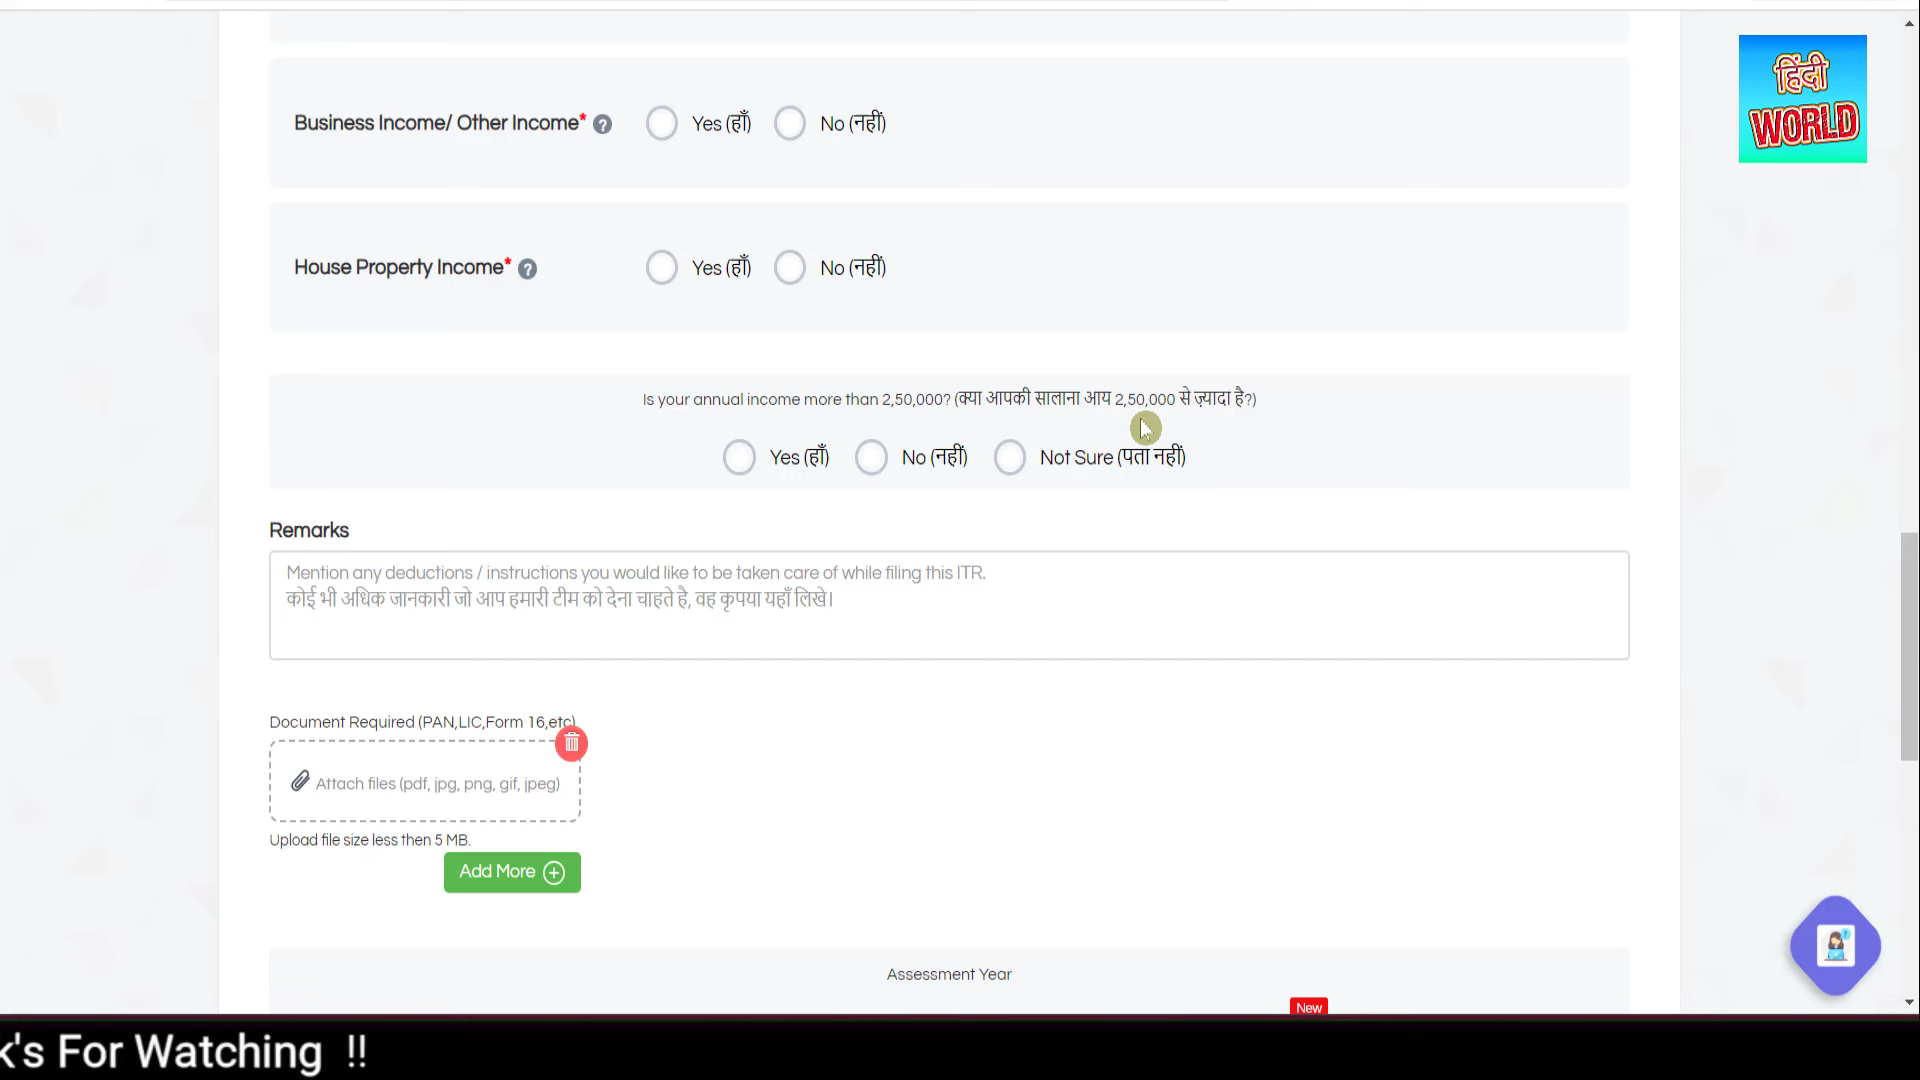 हिंदी
WORLD
Business Income/ Other Income* ? Yes (हाँ) No (नहीं)
House Property Income* ? Yes (हाँ) No (नहीं)
Is your annual income more than 2,50,000? (क्या आपकी सालाना आय 2,50,000 से ज़्यादा है?)
Yes (हाँ) No (नहीं) Not Sure (पता नहीं)
Remarks
Mention any deductions / instructions you would like to be taken care of while filing this ITR.
कोई भी अधिक जानकारी जो आप हमारी टीम को देना चाहते है, वह कृपया यहाँ लिखे।
Document Required (PAN,LIC,Form 16,etc)
Attach files (pdf, jpg, png, gif, jpeg)
Upload file size less then 5 MB.
Add More
Assessment Year
New
k's For Watching !!